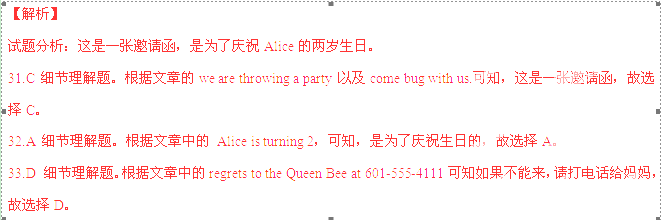 【解析】
试题分析：这是一张邀请函，是为了庆祝 Alice 的两岁生日。
31.C 细节理解题。根据文章的 we are throwing a party 以及 come bug with us.可知，这是一张邀请函，故选
择 C。
32.A 细节理解题。根据文章中的 Alice is turning 2，可知，是为了庆祝生日的。故选择 A。
33.D 细节理解题。根据文章中的 regrets to the Queen Bee at 601-555-4111 可知如果不能来，请打电话给妈妈，
故选择 D。